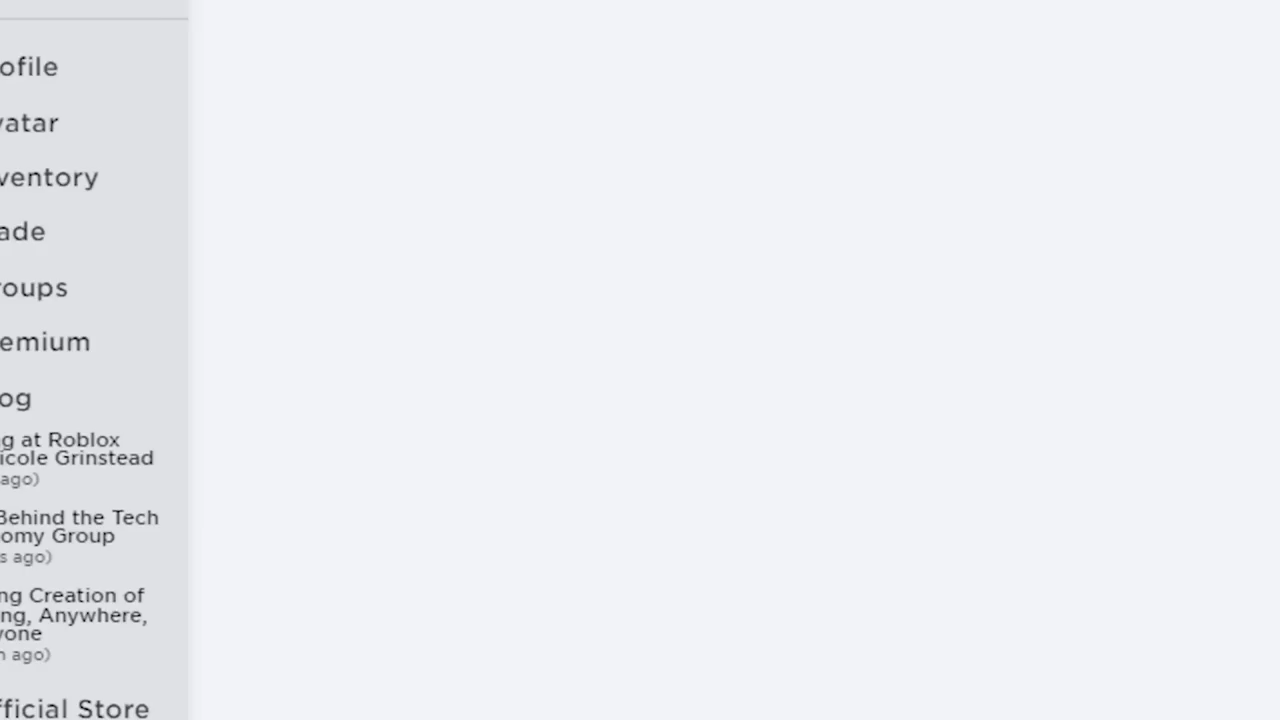 ofile
vatar
ventory
ade
roups
emium
og
g at Roblox
icole Grinstead
ago)
Behind the Tech
omy Group
s ago)
ng Creation of
ng, Anywhere,
yone
n ago)
fficial Store